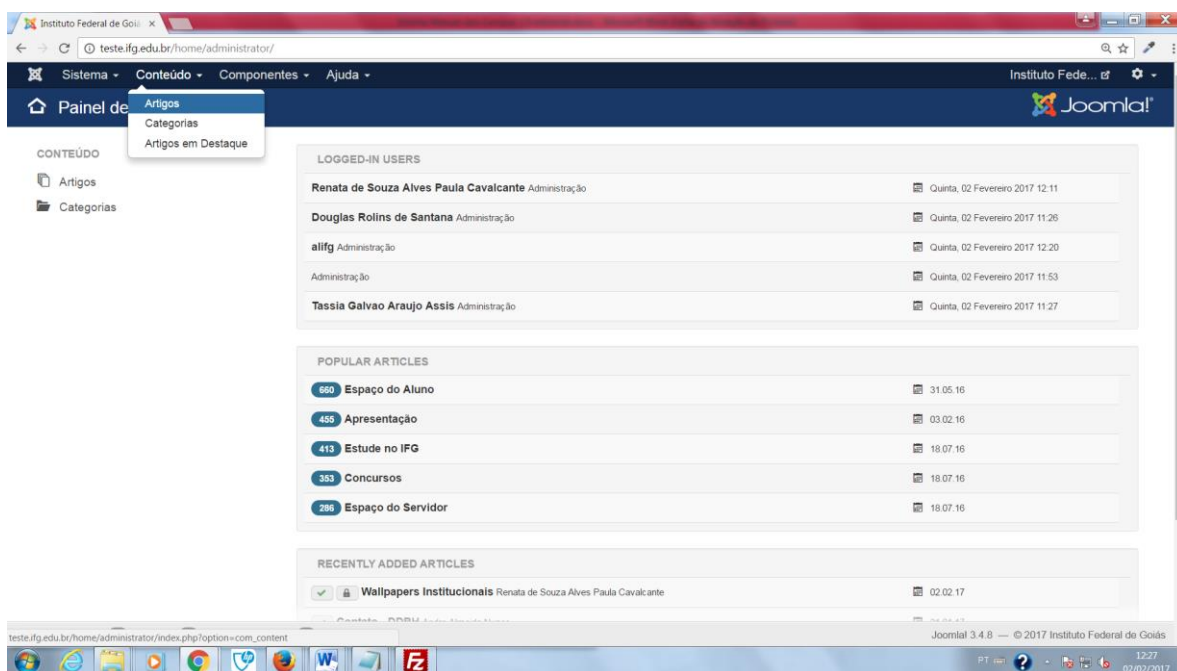 Instituto Federal de Goi
teste.ifg.edu.br/home/administrator/
Sistema Conteúdo Componentes Ajuda Instituto Fede...
Painel de Joomla!
Artigos
Categorias
Artigos em Destaque
CONTEÚDO
Artigos
Categorias
LOGGED-IN USERS
Renata de Souza Alves Paula Cavalcante Administração Quinta, 02 Fevereiro 2017 12:11
Douglas Rolins de Santana Administração Quinta, 02 Fevereiro 2017 11:26
alifg Administração Quinta, 02 Fevereiro 2017 12:20
Administração Quinta, 02 Fevereiro 2017 11:53
Tassia Galvao Araujo Assis Administração Quinta, 02 Fevereiro 2017 11:27
POPULAR ARTICLES
660 Espaço do Aluno 31.05.16
455 Apresentação 03.02.16
413 Estude no IFG 18.07.16
353 Concursos 18.07.16
286 Espaço do Servidor 18.07.16
RECENTLY ADDED ARTICLES
Wallpapers Institucionais Renata de Souza Alves Paula Cavalcante 02.02.17
teste.ifg.edu.br/home/administrator/index.php?option=com_content
Joomla! 3.4.8 — © 2017 Instituto Federal de Goiás
PT 12:27
02/02/2017